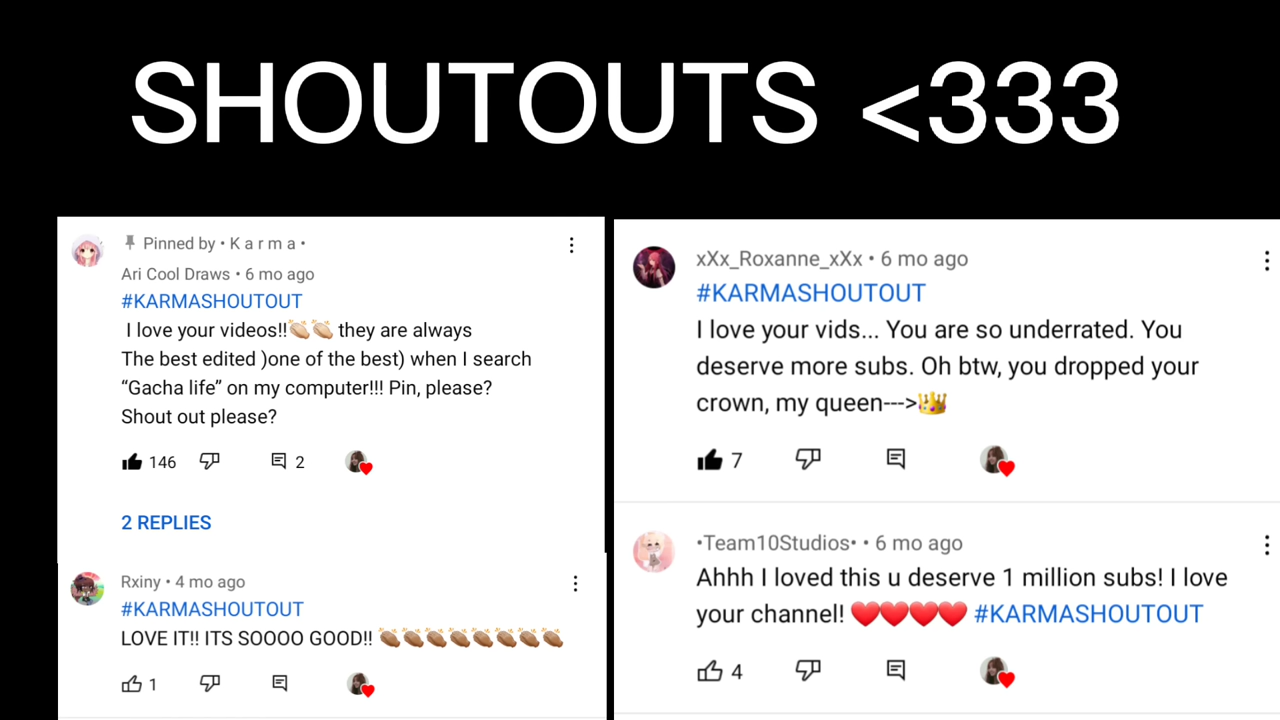 SHOUTOUTS <333
Pinned by • K a r m a •
Ari Cool Draws • 6 mo ago
#KARMASHOUTOUT
I love your videos!!👏🏼👏🏼 they are always
The best edited )one of the best) when I search
“Gacha life” on my computer!!! Pin, please?
Shout out please?
146
2
2 REPLIES
Rxiny • 4 mo ago
#KARMASHOUTOUT
LOVE IT!! ITS SOOOO GOOD!! 👏🏽👏🏽👏🏽👏🏽👏🏽👏🏽👏🏽👏🏽
1
xXx_Roxanne_xXx • 6 mo ago
#KARMASHOUTOUT
I love your vids... You are so underrated. You
deserve more subs. Oh btw, you dropped your
crown, my queen--->👑
7
•Team10Studios• • 6 mo ago
Ahhh I loved this u deserve 1 million subs! I love
your channel! ❤️❤️❤️❤️ #KARMASHOUTOUT
4